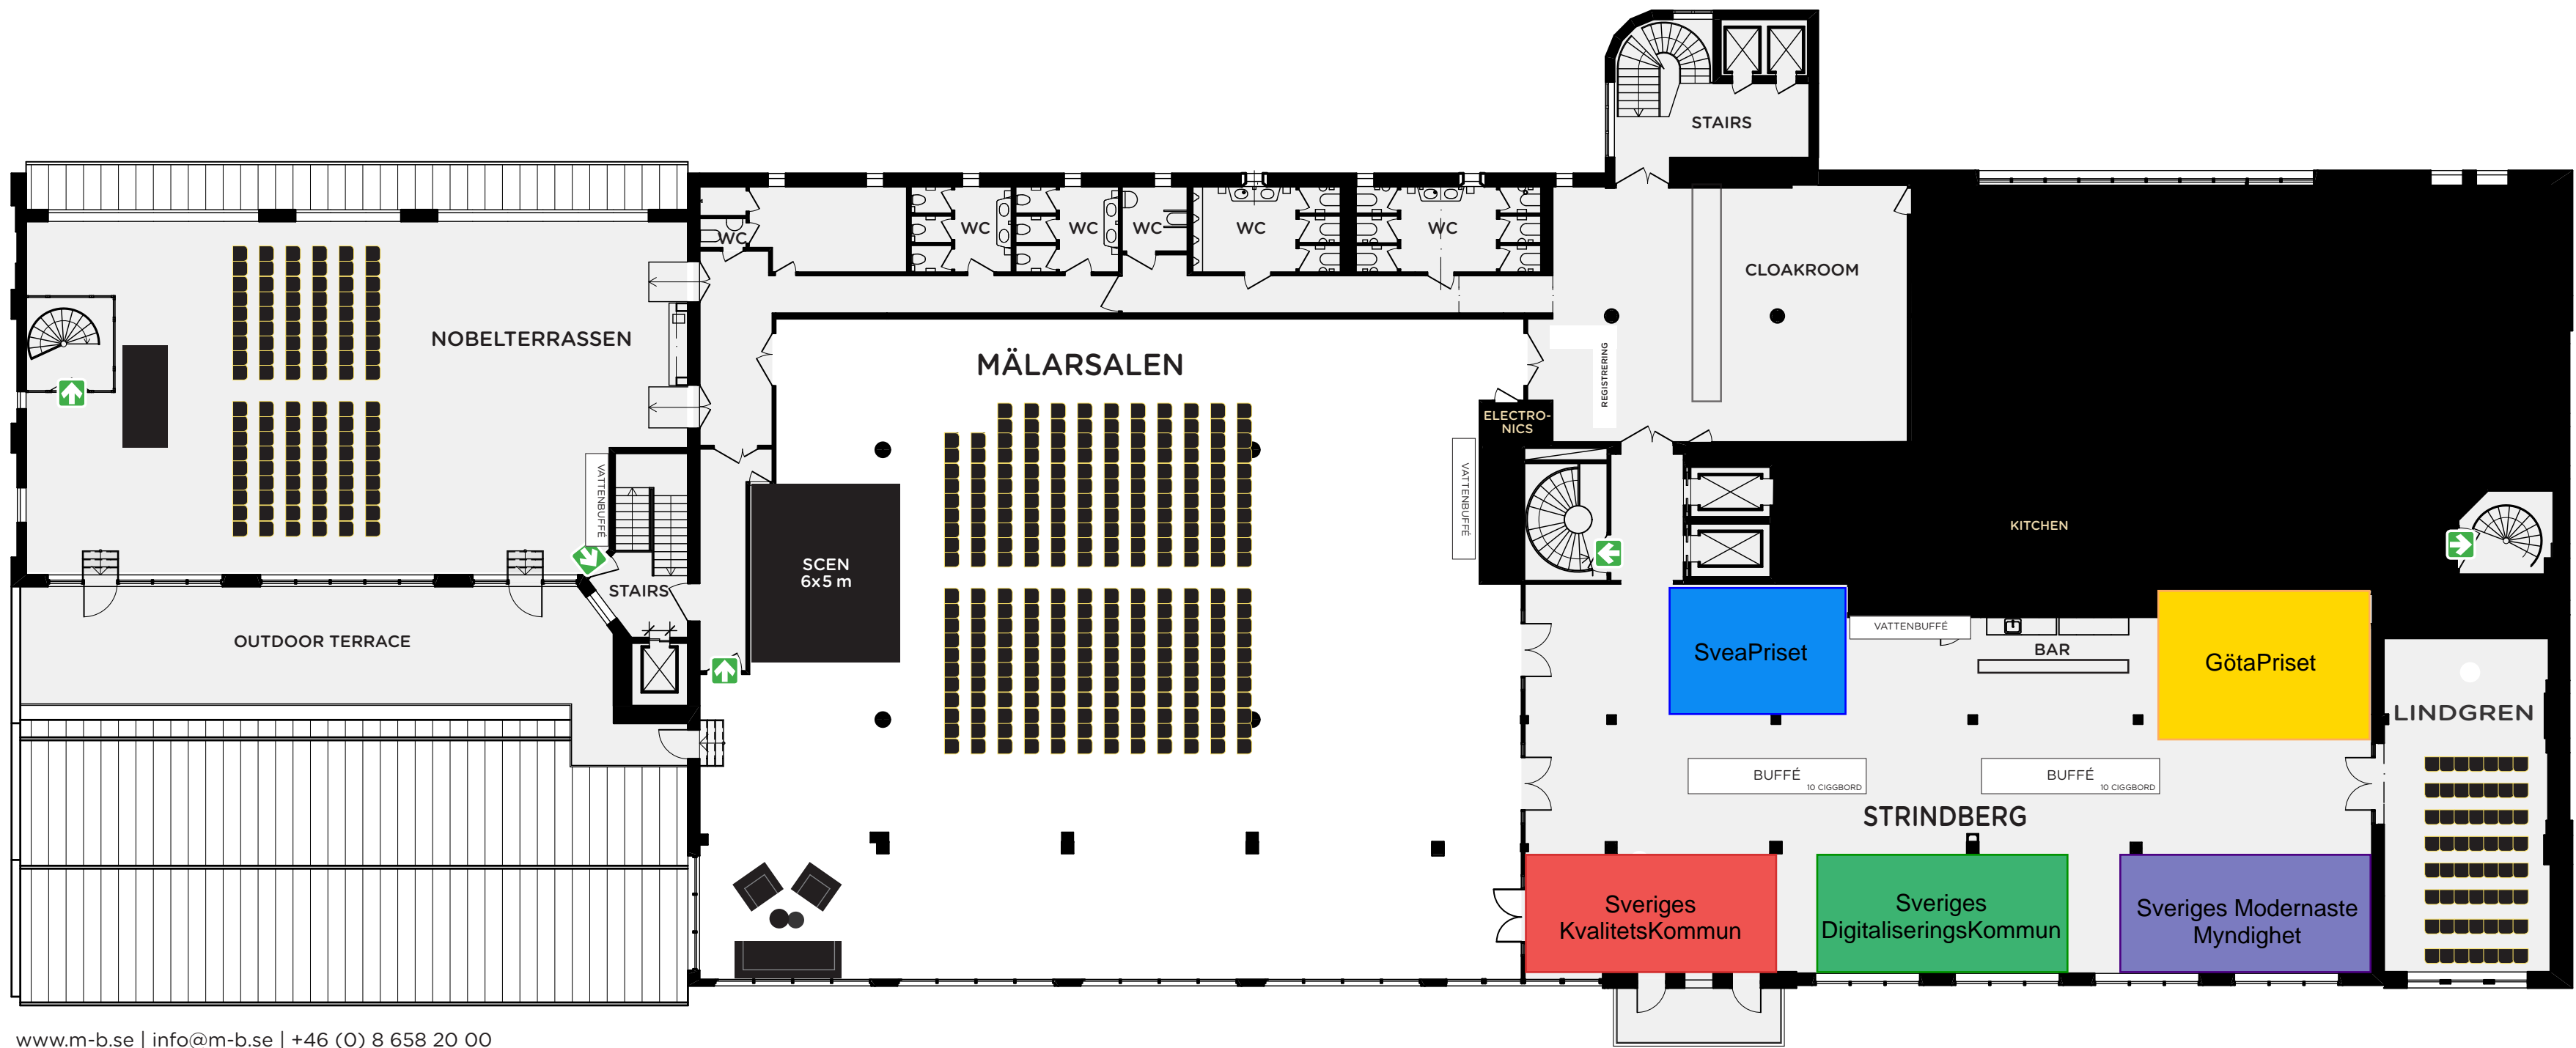 STAIRS
WC
WC
WC
WC
WC
WC
CLOAKROOM
NOBELTERRASSEN
MÄLARSALEN
REGISTRERING
ELECTRO-
NICS
VATTENBUFFÉ
VATTENBUFFÉ
KITCHEN
SCEN
6x5 m
STAIRS
OUTDOOR TERRACE
SveaPriset
VATTENBUFFÉ
BAR
GötaPriset
LINDGREN
BUFFÉ
10 CIGGBORD
BUFFÉ
10 CIGGBORD
STRINDBERG
Sveriges
KvalitetsKommun
Sveriges
DigitaliseringsKommun
Sveriges Modernaste
Myndighet
www.m-b.se | info@m-b.se | +46 (0) 8 658 20 00